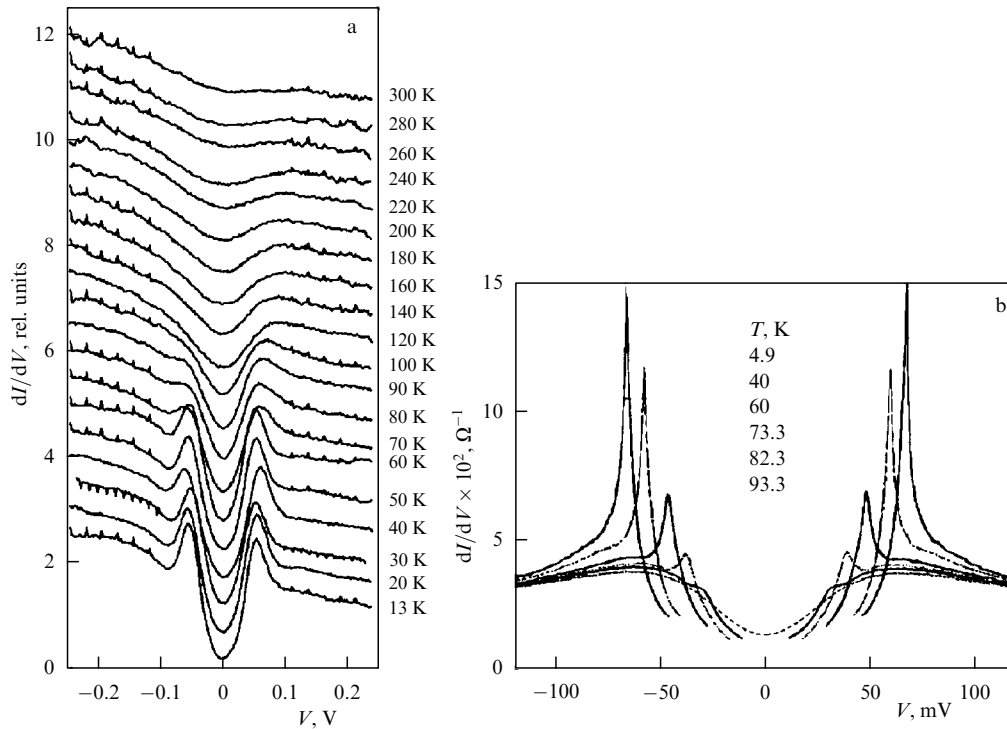 a
12
10
8
6
4
2
0
dI/dV, rel. units
−0.2
−0.1
0
0.1
0.2
V, V
300 K
280 K
260 K
240 K
220 K
200 K
180 K
160 K
140 K
120 K
100 K
90 K
80 K
70 K
60 K
50 K
40 K
30 K
20 K
13 K
b
15
10
5
0
dI/dV × 10², Ω⁻¹
T, K
4.9
40
60
73.3
82.3
93.3
−100
−50
0
50
100
V, mV